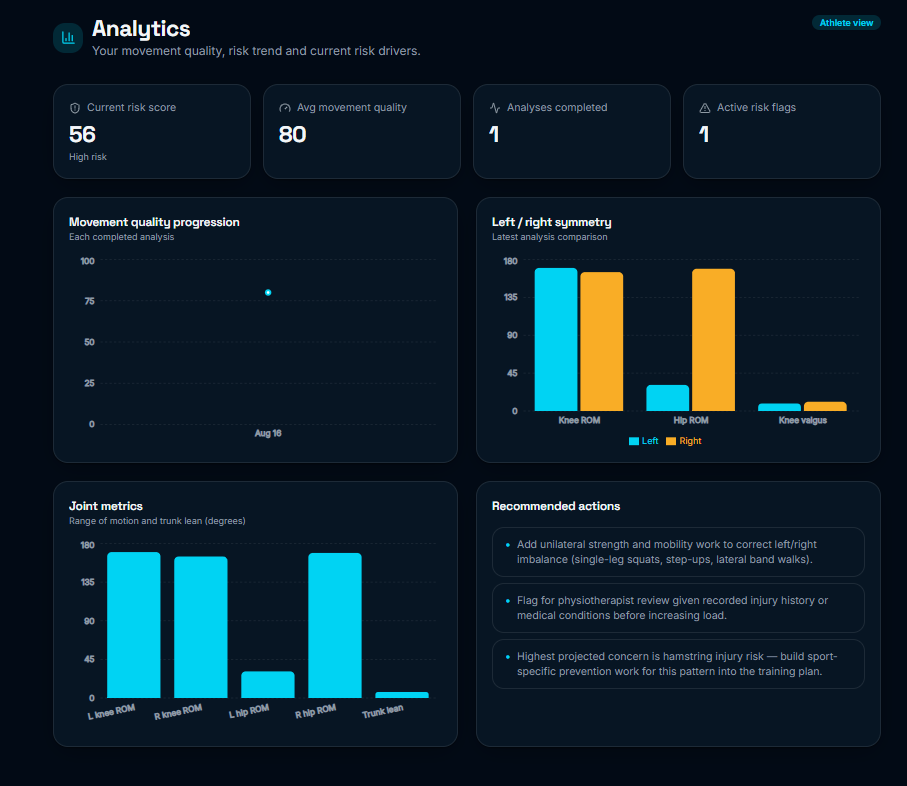 Analytics
Your movement quality, risk trend and current risk drivers.
Athlete view
Current risk score
56
High risk
Avg movement quality
80
Analyses completed
1
Active risk flags
1
Movement quality progression
Each completed analysis
100
75
50
25
0
Aug 16
Left / right symmetry
Latest analysis comparison
180
135
90
45
0
Knee ROM
Hip ROM
Knee valgus
Left
Right
Joint metrics
Range of motion and trunk lean (degrees)
180
135
90
45
0
L knee ROM
R knee ROM
L hip ROM
R hip ROM
Trunk lean
Recommended actions
Add unilateral strength and mobility work to correct left/right
imbalance (single-leg squats, step-ups, lateral band walks).
Flag for physiotherapist review given recorded injury history or
medical conditions before increasing load.
Highest projected concern is hamstring injury risk — build sport-
specific prevention work for this pattern into the training plan.